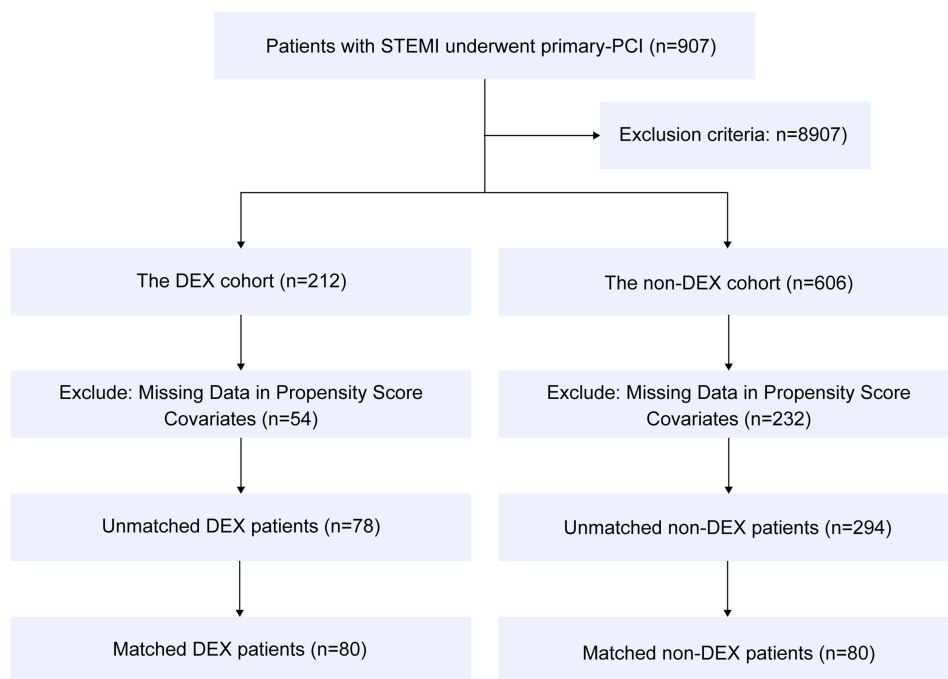 Patients with STEMI underwent primary-PCI (n=907)
Exclusion criteria: n=8907)
The DEX cohort (n=212)
The non-DEX cohort (n=606)
Exclude: Missing Data in Propensity Score
Covariates (n=54)
Exclude: Missing Data in Propensity Score
Covariates (n=232)
Unmatched DEX patients (n=78)
Unmatched non-DEX patients (n=294)
Matched DEX patients (n=80)
Matched non-DEX patients (n=80)